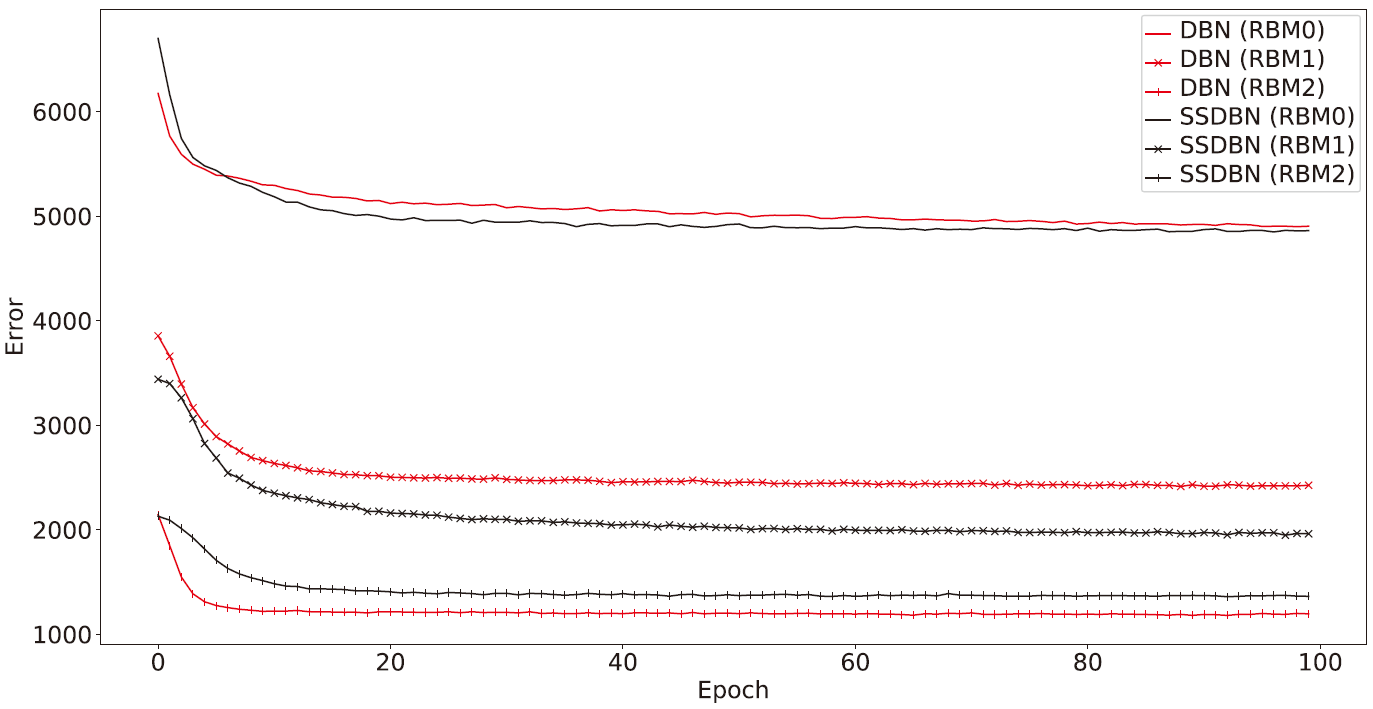 DBN (RBM0)
DBN (RBM1)
DBN (RBM2)
SSDBN (RBM0)
SSDBN (RBM1)
SSDBN (RBM2)
6000
5000
4000
3000
2000
1000
Error
0 20 40 60 80 100
Epoch